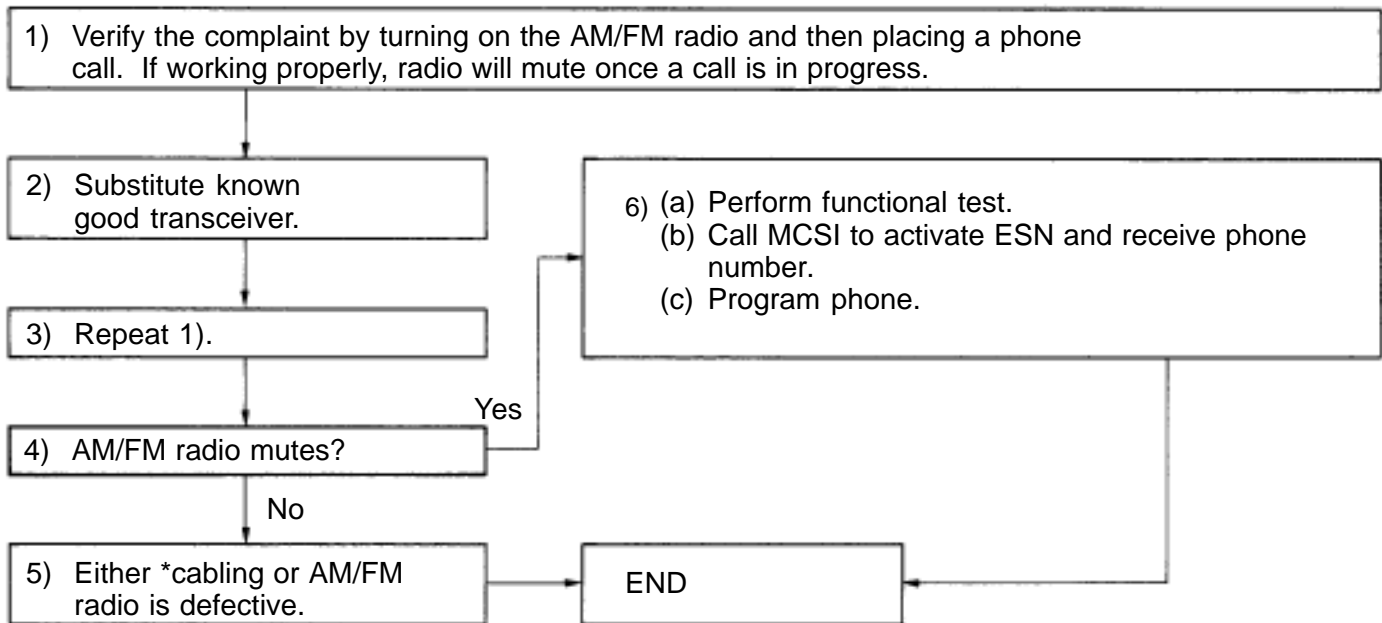 1) Verify the complaint by turning on the AM/FM radio and then placing a phone
call. If working properly, radio will mute once a call is in progress.
2) Substitute known
good transceiver.
3) Repeat 1).
4) AM/FM radio mutes?
Yes
No
5) Either *cabling or AM/FM
radio is defective.
6) (a) Perform functional test.
(b) Call MCSI to activate ESN and receive phone
number.
(c) Program phone.
END